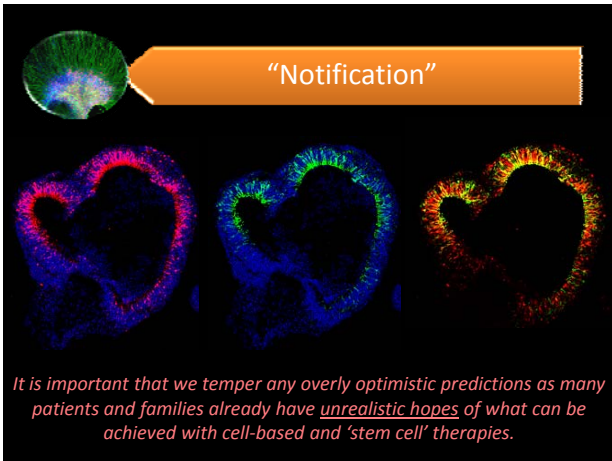 “Notification”
It is important that we temper any overly optimistic predictions as many
patients and families already have unrealistic hopes of what can be
achieved with cell-based and ‘stem cell’ therapies.